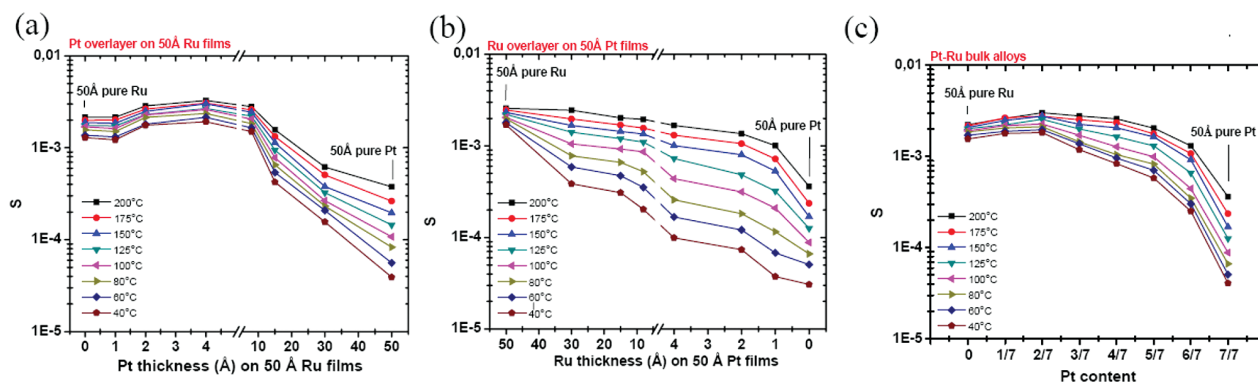 (a)
Pt overlayer on 50Å Ru films
0,01
1E-3
1E-4
1E-5
S
50Å pure Ru
50Å pure Pt
200°C
175°C
150°C
125°C
100°C
80°C
60°C
40°C
0 1 2 4 10 20 30 40 50
Pt thickness (Å) on 50 Å Ru films
(b)
Ru overlayer on 50Å Pt films
0,01
1E-3
1E-4
1E-5
S
50Å pure Ru
50Å pure Pt
200°C
175°C
150°C
125°C
100°C
80°C
60°C
40°C
50 40 30 20 10 4 2 1 0
Ru thickness (Å) on 50 Å Pt films
(c)
Pt-Ru bulk alloys
0,01
1E-3
1E-4
1E-5
S
50Å pure Ru
50Å pure Pt
200°C
175°C
150°C
125°C
100°C
80°C
60°C
40°C
0 1/7 2/7 3/7 4/7 5/7 6/7 7/7
Pt content